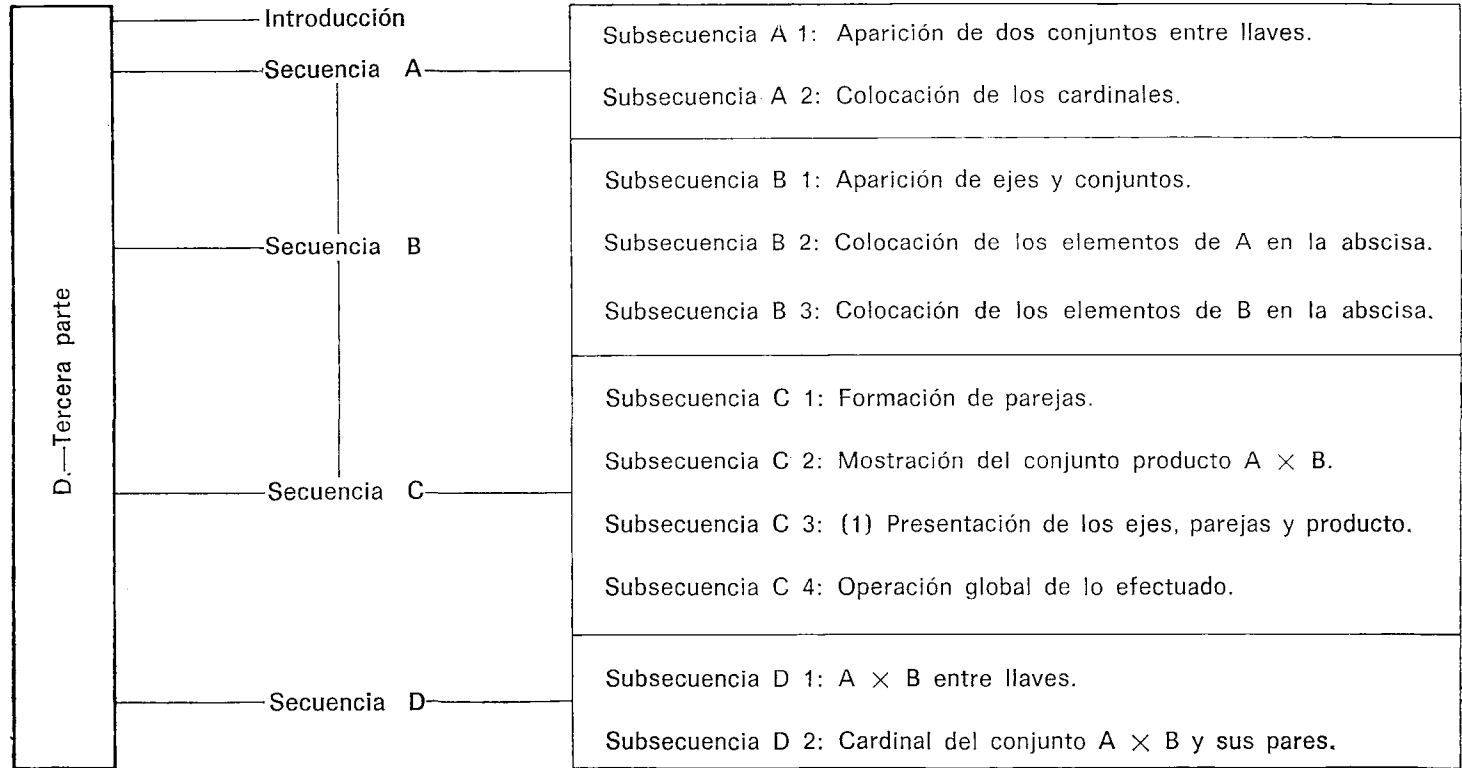 D.—Tercera parte
Introducción
Secuencia A
Subsecuencia A 1: Aparición de dos conjuntos entre llaves.
Subsecuencia A 2: Colocación de los cardinales.
Secuencia B
Subsecuencia B 1: Aparición de ejes y conjuntos.
Subsecuencia B 2: Colocación de los elementos de A en la abscisa.
Subsecuencia B 3: Colocación de los elementos de B en la abscisa.
Secuencia C
Subsecuencia C 1: Formación de parejas.
Subsecuencia C 2: Mostración del conjunto producto A × B.
Subsecuencia C 3: (1) Presentación de los ejes, parejas y producto.
Subsecuencia C 4: Operación global de lo efectuado.
Secuencia D
Subsecuencia D 1: A × B entre llaves.
Subsecuencia D 2: Cardinal del conjunto A × B y sus pares.